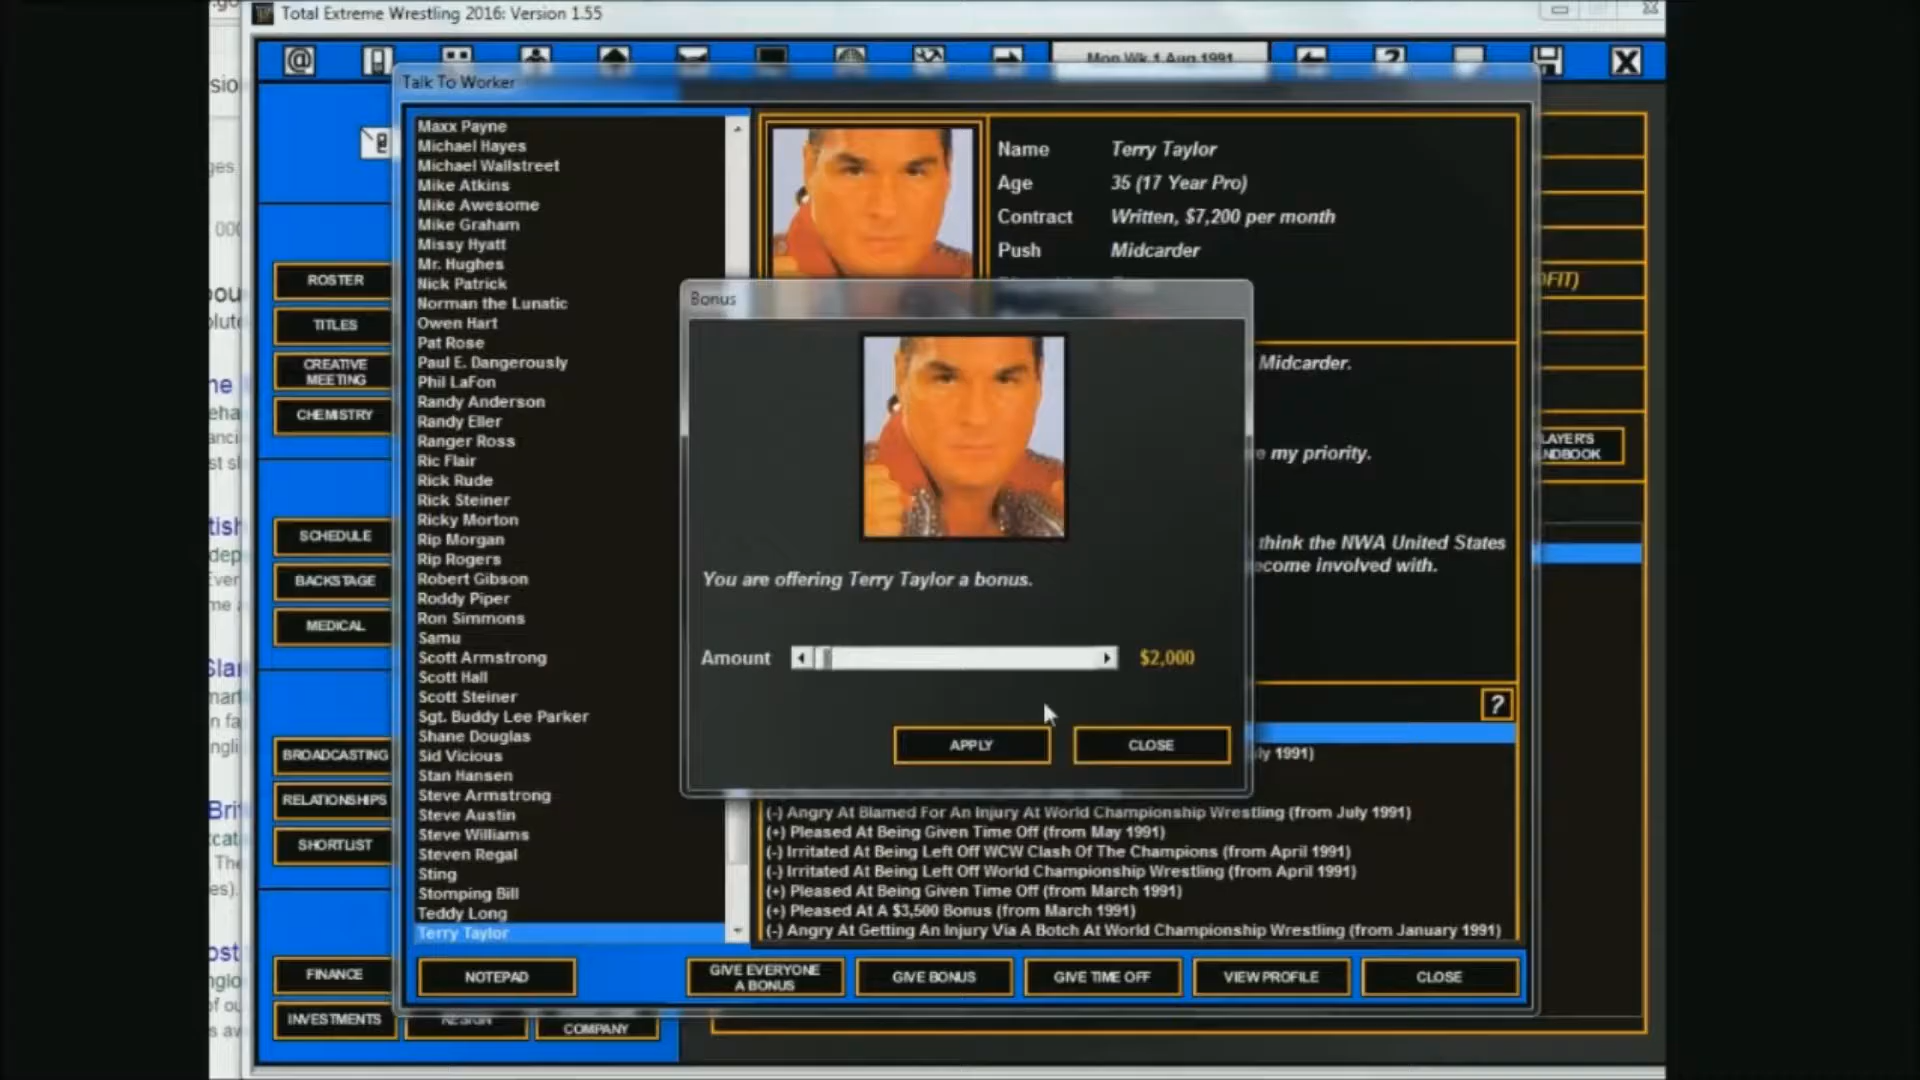 Total Extreme Wrestling 2016: Version 1.55
Mon Wk 1 Aug 1991
Talk To Worker
ROSTER
TITLES
CREATIVE
MEETING
CHEMISTRY
SCHEDULE
BACKSTAGE
MEDICAL
BROADCASTING
RELATIONSHIPS
SHORTLIST
FINANCE
INVESTMENTS
RESIGN
COMPANY
Maxx Payne
Michael Hayes
Michael Wallstreet
Mike Atkins
Mike Awesome
Mike Graham
Missy Hyatt
Mr. Hughes
Nick Patrick
Norman the Lunatic
Owen Hart
Pat Rose
Paul E. Dangerously
Phil LaFon
Randy Anderson
Randy Eller
Ranger Ross
Ric Flair
Rick Rude
Rick Steiner
Ricky Morton
Rip Morgan
Rip Rogers
Robert Gibson
Roddy Piper
Ron Simmons
Samu
Scott Armstrong
Scott Hall
Scott Steiner
Sgt. Buddy Lee Parker
Shane Douglas
Sid Vicious
Stan Hansen
Steve Armstrong
Steve Austin
Steve Williams
Steven Regal
Sting
Stomping Bill
Teddy Long
Terry Taylor
Name Terry Taylor
Age 35 (17 Year Pro)
Contract Written, $7,200 per month
Push Midcarder
Midcarder.
my priority.
think the NWA United States
come involved with.
?
ly 1991)
(-) Angry At Blamed For An Injury At World Championship Wrestling (from July 1991)
(+) Pleased At Being Given Time Off (from May 1991)
(-) Irritated At Being Left Off WCW Clash Of The Champions (from April 1991)
(-) Irritated At Being Left Off World Championship Wrestling (from April 1991)
(+) Pleased At Being Given Time Off (from March 1991)
(+) Pleased At A $3,500 Bonus (from March 1991)
(-) Angry At Getting An Injury Via A Botch At World Championship Wrestling (from January 1991)
Bonus
You are offering Terry Taylor a bonus.
Amount $2,000
APPLY
CLOSE
NOTEPAD
GIVE EVERYONE
A BONUS
GIVE BONUS
GIVE TIME OFF
VIEW PROFILE
CLOSE
OFIT)
LAYER'S
NDBOOK